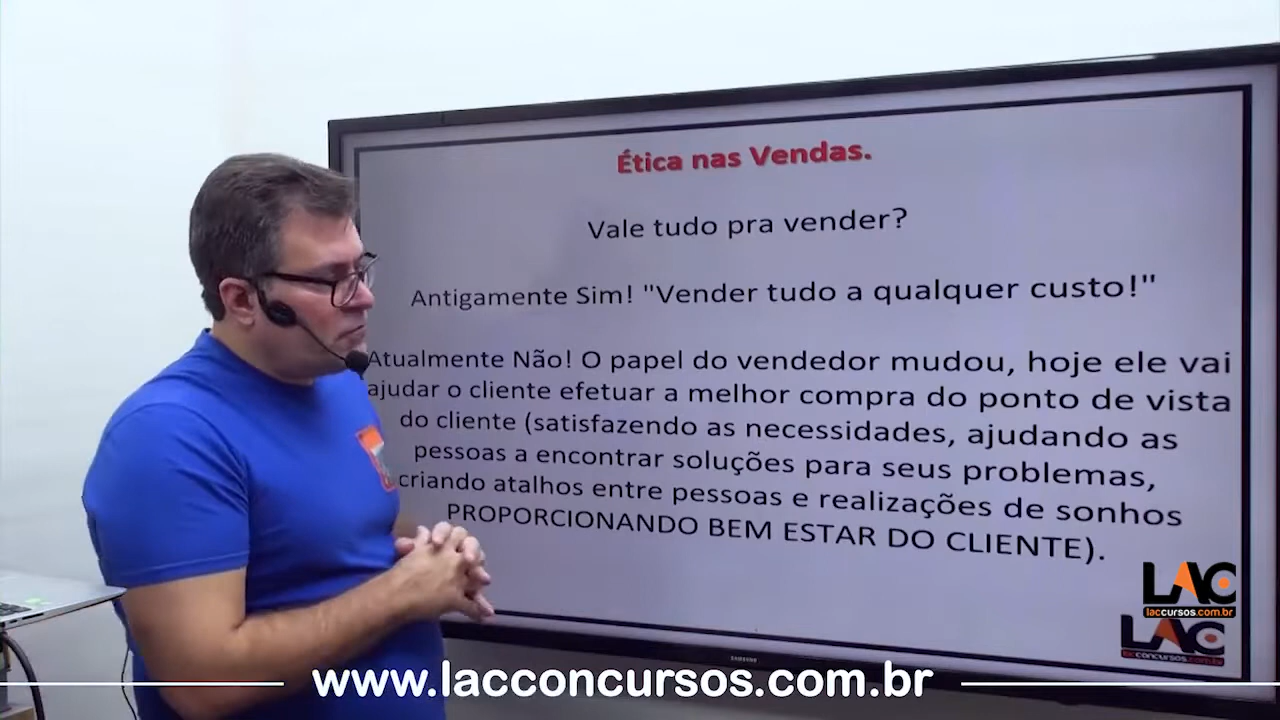 Ética nas Vendas.
Vale tudo pra vender?
Antigamente Sim! "Vender tudo a qualquer custo!"
Atualmente Não! O papel do vendedor mudou, hoje ele vai
ajudar o cliente efetuar a melhor compra do ponto de vista
do cliente (satisfazendo as necessidades, ajudando as
pessoas a encontrar soluções para seus problemas,
criando atalhos entre pessoas e realizações de sonhos
PROPORCIONANDO BEM ESTAR DO CLIENTE).
LAC
laccursos.com.br
LAC
lacconcursos.com.br
SAMSUNG
www.lacconcursos.com.br